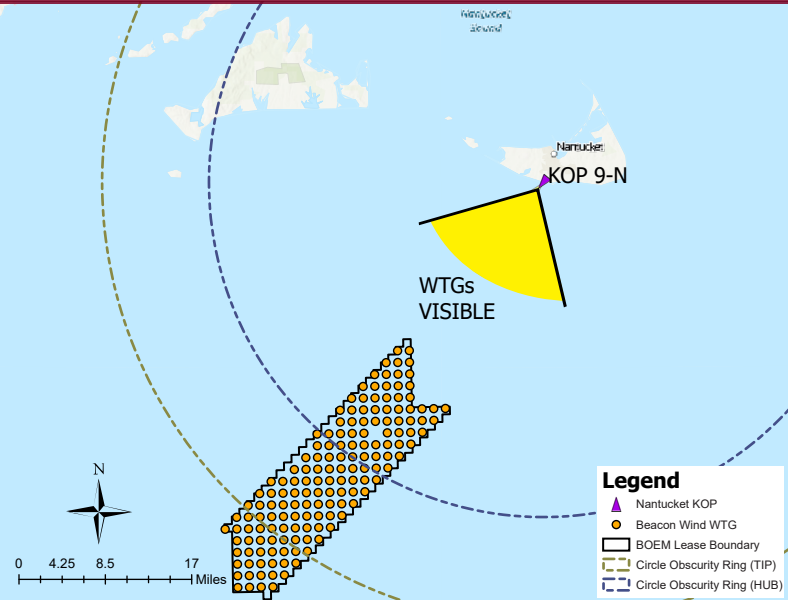 Nantucket
Sound
Nantucket
KOP 9-N
WTGs
VISIBLE
N
0 4.25 8.5 17
Miles
Legend
Nantucket KOP
Beacon Wind WTG
BOEM Lease Boundary
Circle Obscurity Ring (TIP)
Circle Obscurity Ring (HUB)